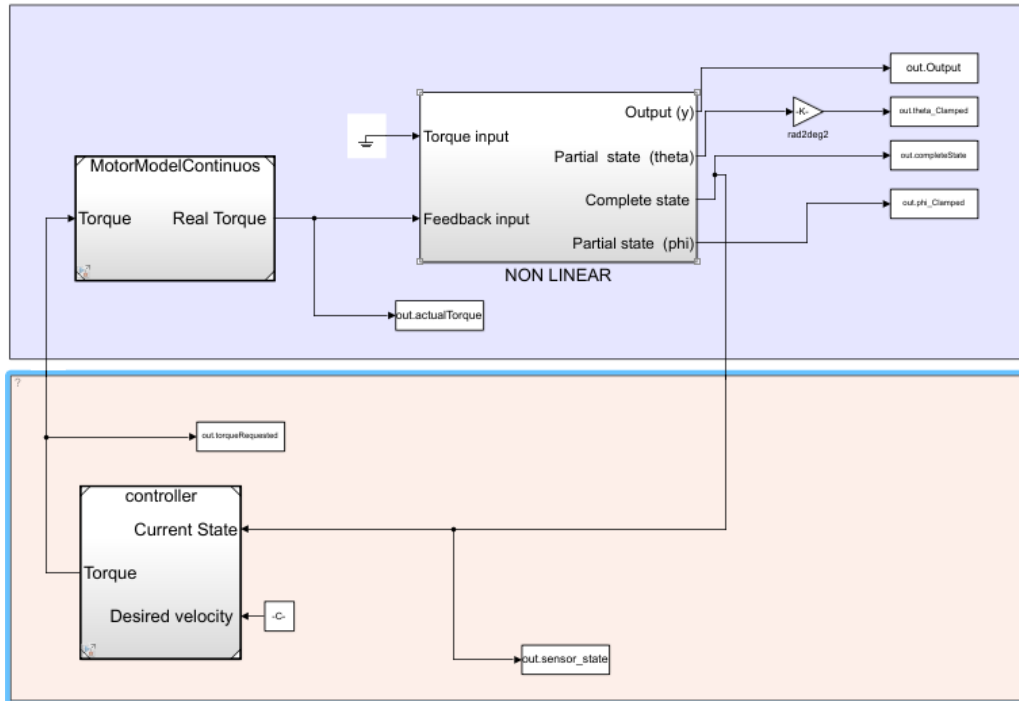 out.Output
Output (y)
-K-
out.theta_Clamped
Torque input
rad2deg2
Partial state (theta)
out.completeState
MotorModelContinuos
Complete state
out.phi_Clamped
Torque
Real Torque
Feedback input
Partial state (phi)
NON LINEAR
out.actualTorque
?
out.torqueRequested
controller
Current State
Torque
Desired velocity
-C-
out.sensor_state